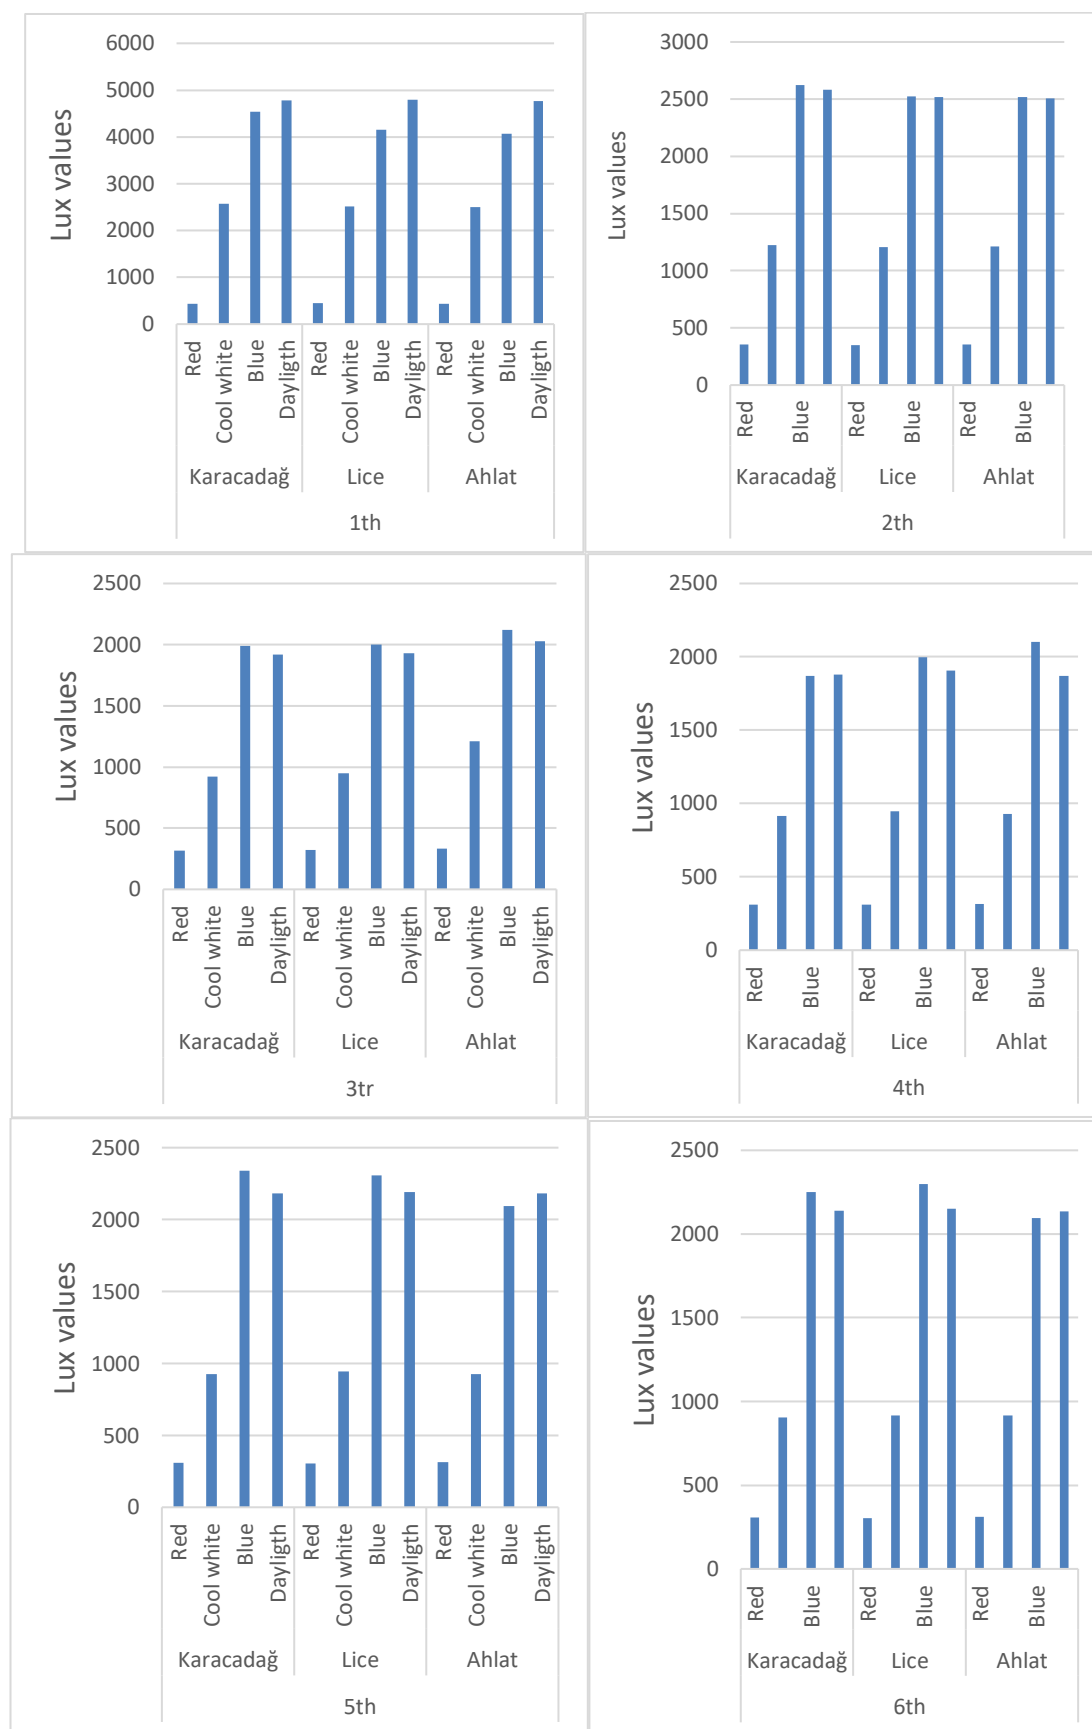 6000
5000
4000
3000
2000
1000
0
Lux values
Red
Cool white
Blue
Dayligth
Red
Cool white
Blue
Dayligth
Red
Cool white
Blue
Dayligth
Karacadağ Lice Ahlat
1th
3000
2500
2000
1500
1000
500
0
Lux values
Red
Blue
Red
Blue
Red
Blue
Karacadağ Lice Ahlat
2th
2500
2000
1500
1000
500
0
Lux values
Red
Cool white
Blue
Dayligth
Red
Cool white
Blue
Dayligth
Red
Cool white
Blue
Dayligth
Karacadağ Lice Ahlat
3tr
2500
2000
1500
1000
500
0
Lux values
Red
Blue
Red
Blue
Red
Blue
Karacadağ Lice Ahlat
4th
2500
2000
1500
1000
500
0
Lux values
Red
Cool white
Blue
Dayligth
Red
Cool white
Blue
Dayligth
Red
Cool white
Blue
Dayligth
Karacadağ Lice Ahlat
5th
2500
2000
1500
1000
500
0
Lux values
Red
Blue
Red
Blue
Red
Blue
Karacadağ Lice Ahlat
6th